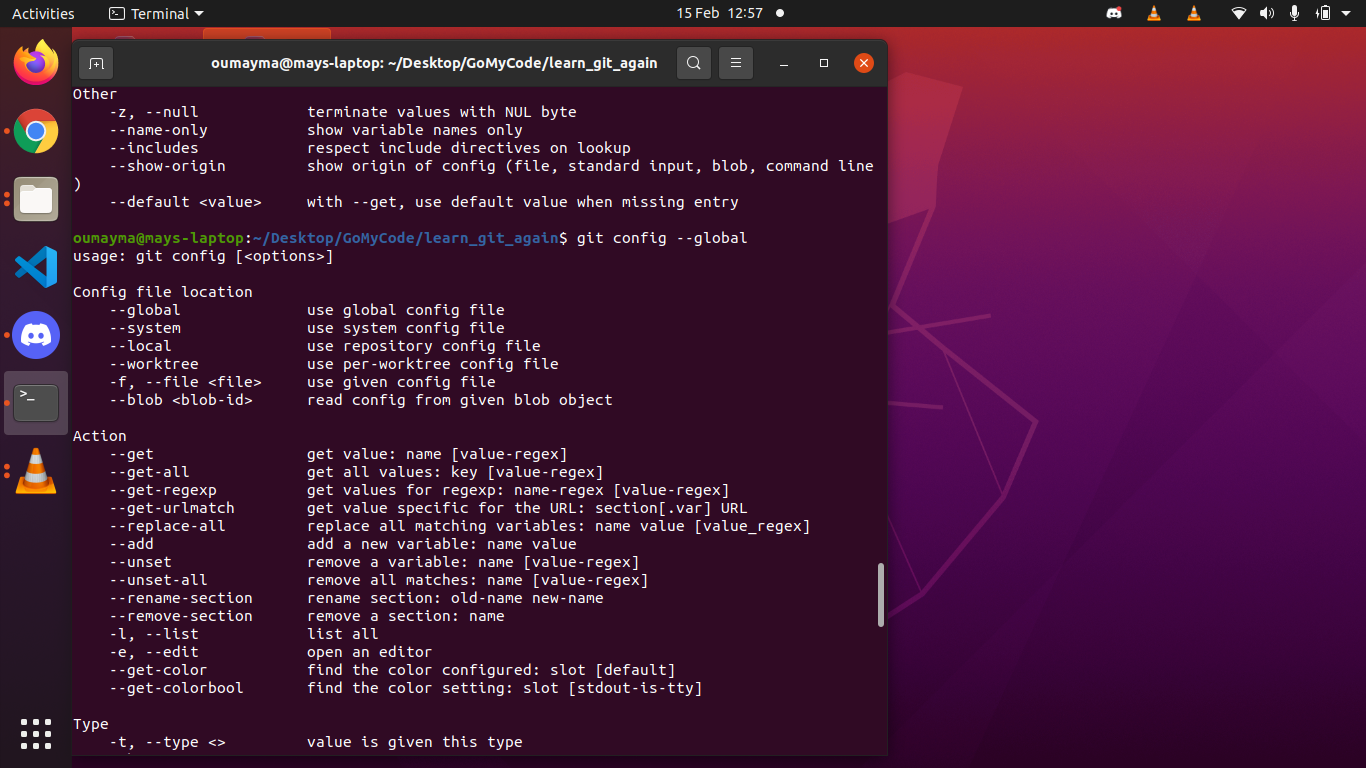 Activities
Terminal
15 Feb 12:57
oumayma@mays-laptop: ~/Desktop/GoMyCode/learn_git_again
Other
-z, --null terminate values with NUL byte
--name-only show variable names only
--includes respect include directives on lookup
--show-origin show origin of config (file, standard input, blob, command line
)
--default <value> with --get, use default value when missing entry
oumayma@mays-laptop:~/Desktop/GoMyCode/learn_git_again$ git config --global
usage: git config [<options>]
Config file location
--global use global config file
--system use system config file
--local use repository config file
--worktree use per-worktree config file
-f, --file <file> use given config file
--blob <blob-id> read config from given blob object
Action
--get get value: name [value-regex]
--get-all get all values: key [value-regex]
--get-regexp get values for regexp: name-regex [value-regex]
--get-urlmatch get value specific for the URL: section[.var] URL
--replace-all replace all matching variables: name value [value_regex]
--add add a new variable: name value
--unset remove a variable: name [value-regex]
--unset-all remove all matches: name [value-regex]
--rename-section rename section: old-name new-name
--remove-section remove a section: name
-l, --list list all
-e, --edit open an editor
--get-color find the color configured: slot [default]
--get-colorbool find the color setting: slot [stdout-is-tty]
Type
-t, --type <> value is given this type